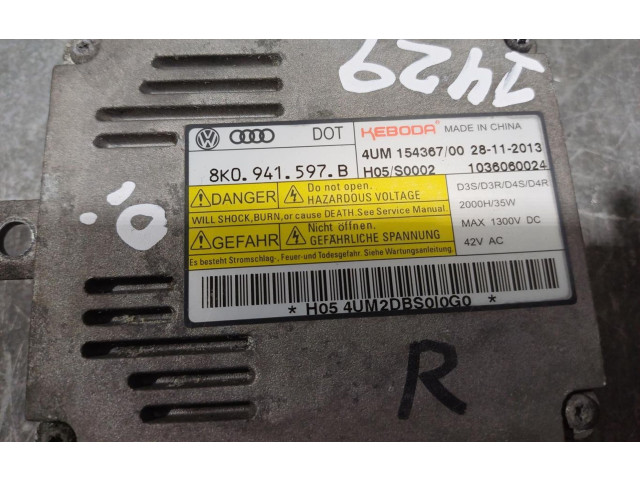 1429
DOT KEBODA MADE IN CHINA
8K0.941.597.B
4UM 154367/00 28-11-2013
H05/S0002 1036060024
DANGER Do not open.
HAZARDOUS VOLTAGE
WILL SHOCK, BURN, or cause DEATH. See Service Manual.
GEFAHR Nicht öffnen.
GEFÄHRLICHE SPANNUNG
Es besteht Stromschlag-, Feuer-und Todesgefahr. Siehe Wartungsanleitung.
D3S/D3R/D4S/D4R
2000H/35W
MAX 1300V DC
42V AC
* H05 4UM2DBS0I0G0 *
R